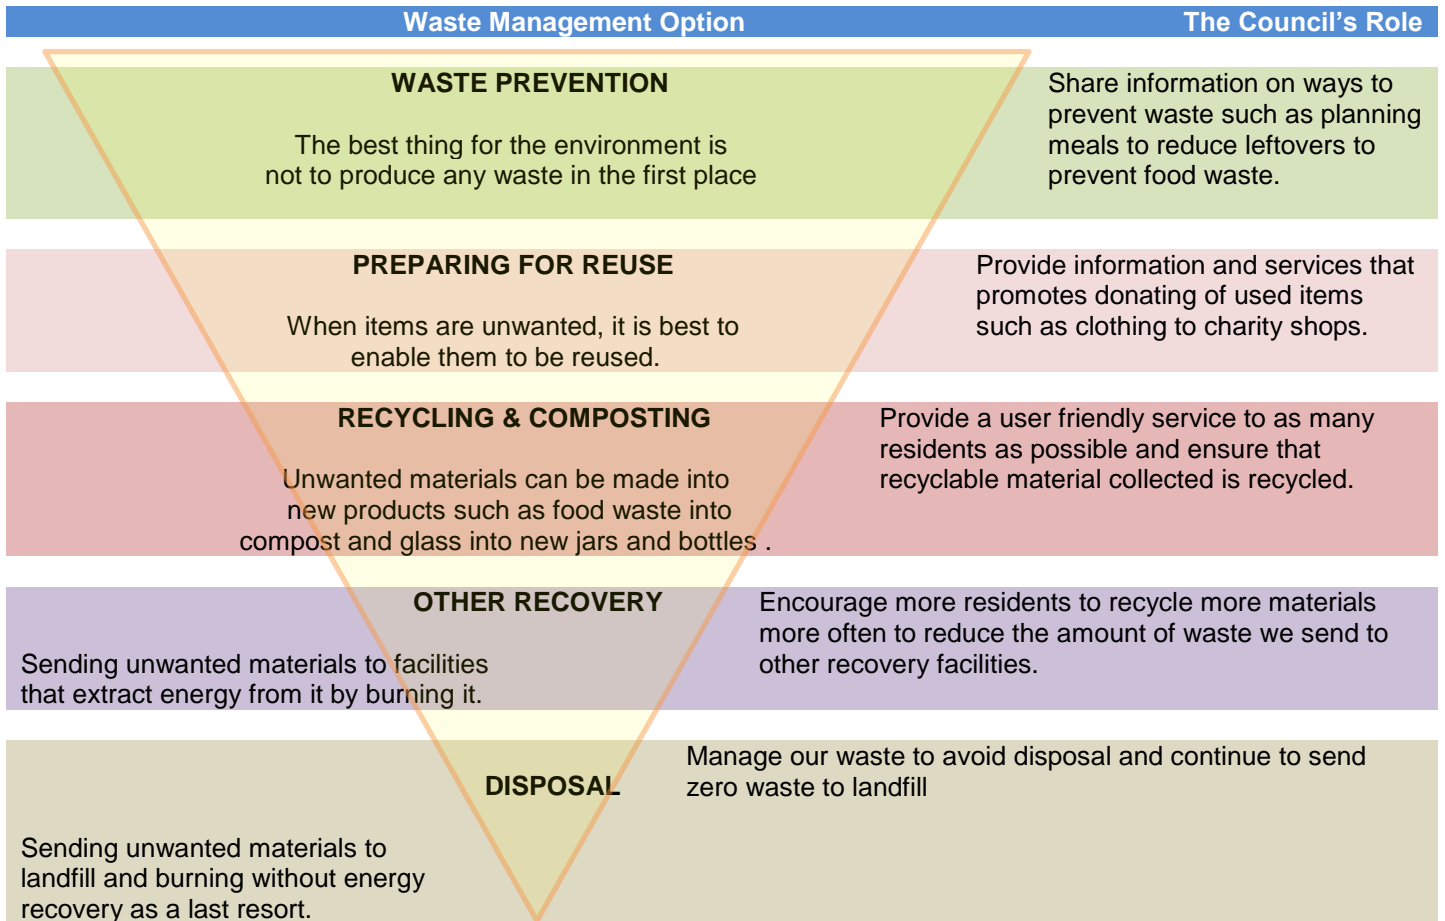 Waste Management Option The Council's Role
WASTE PREVENTION
The best thing for the environment is
not to produce any waste in the first place
Share information on ways to
prevent waste such as planning
meals to reduce leftovers to
prevent food waste.
PREPARING FOR REUSE
When items are unwanted, it is best to
enable them to be reused.
Provide information and services that
promotes donating of used items
such as clothing to charity shops.
RECYCLING & COMPOSTING
Unwanted materials can be made into
new products such as food waste into
compost and glass into new jars and bottles .
Provide a user friendly service to as many
residents as possible and ensure that
recyclable material collected is recycled.
OTHER RECOVERY
Sending unwanted materials to facilities
that extract energy from it by burning it.
Encourage more residents to recycle more materials
more often to reduce the amount of waste we send to
other recovery facilities.
DISPOSAL
Sending unwanted materials to
landfill and burning without energy
recovery as a last resort.
Manage our waste to avoid disposal and continue to send
zero waste to landfill